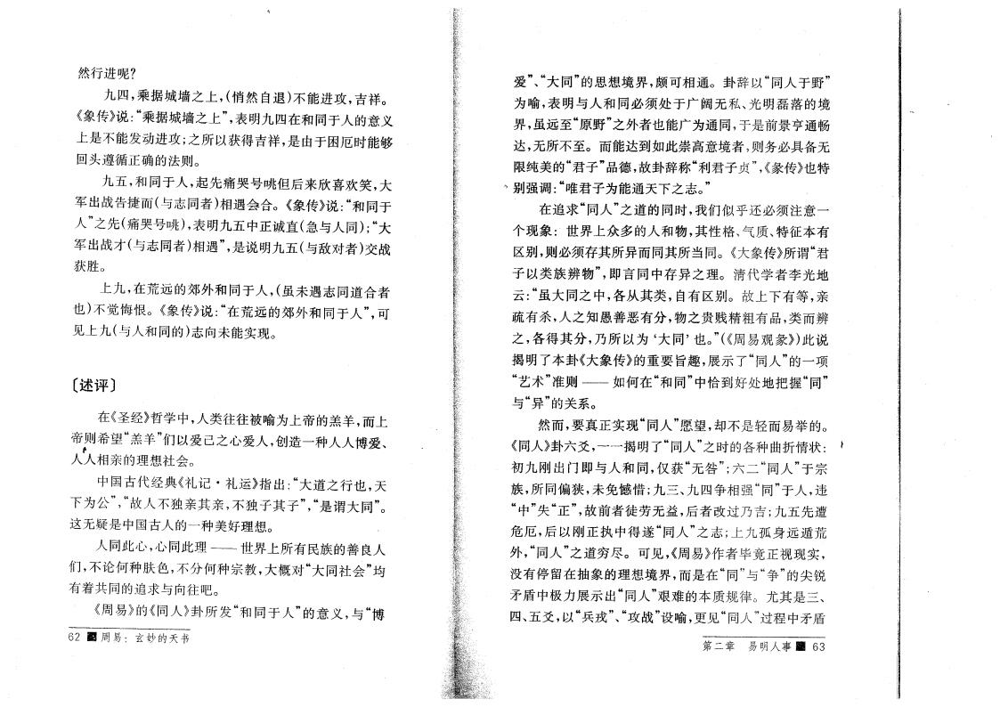 然行进呢?
九四,乘据城墙之上,(悄然自退)不能进攻,吉祥。
《象传》说:“乘据城墙之上”,表明九四在和同于人的意义
上是不能发动进攻;之所以获得吉祥,是由于困厄时能够
回头遵循正确的法则。
九五,和同于人,起先痛哭号咷但后来欣喜欢笑,大
军出战告捷而(与志同者)相遇会合。《象传》说:“和同于
人”之先(痛哭号咷),表明九五中正诚直(急与人同);“大
军出战才(与志同者)相遇”,是说明九五(与敌对者)交战
获胜。
上九,在荒远的郊外和同于人,(虽未遇志同道合者
也)不觉悔恨。《象传》说:“在荒远的郊外和同于人”,可
见上九(与人和同的)志向未能实现。
〔述评〕
在《圣经》哲学中,人类往往被喻为上帝的羔羊,而上
帝则希望“羔羊”们以爱己之心爱人,创造一种人人博爱、
人人相亲的理想社会。
中国古代经典《礼记·礼运》指出:“大道之行也,天
下为公”,“故人不独亲其亲,不独子其子”,“是谓大同”。
这无疑是中国古人的一种美好理想。
人同此心,心同此理——世界上所有民族的善良人
们,不论何种肤色,不分何种宗教,大概对“大同社会”均
有着共同的追求与向往吧。
《周易》的《同人》卦所发“和同于人”的意义,与“博
62 周易:玄妙的天书
爱”、“大同”的思想境界,颇可相通。卦辞以“同人于野”
为喻,表明与人和同必须处于广阔无私、光明磊落的境
界,虽远至“原野”之外者也能广为通同,于是前景亨通畅
达,无所不至。而能达到如此崇高意境者,则务必具备无
限纯美的“君子”品德,故卦辞称“利君子贞”,《彖传》也特
别强调:“唯君子为能通天下之志。”
在追求“同人”之道的同时,我们似乎还必须注意一
个现象: 世界上众多的人和物,其性格、气质、特征本有
区别,则必须存其所异而同其所当同。《大象传》所谓“君
子以类族辨物”,即言同中存异之理。清代学者李光地
云:“虽大同之中,各从其类,自有区别。故上下有等,亲
疏有杀,人之知愚善恶有分,物之贵贱精粗有品,类而辨
之,各得其分,乃所以为‘大同’也。”(《周易观彖》)此说
揭明了本卦《大象传》的重要旨趣,展示了“同人”的一项
“艺术”准则——如何在“和同”中恰到好处地把握“同”
与“异”的关系。
然而,要真正实现“同人”愿望,却不是轻而易举的。
《同人》卦六爻,一一揭明了“同人”之时的各种曲折情状:
初九刚出门即与人和同,仅获“无咎”;六二“同人”于宗
族,所同偏狭,未免憾惜;九三、九四争相强“同”于人,违
“中”失“正”,故前者徒劳无益,后者改过乃吉;九五先遭
危厄,后以刚正执中得遂“同人”之志;上九孤身远遁荒
外,“同人”之道穷尽。可见,《周易》作者毕竟正视现实,
没有停留在抽象的理想境界,而是在“同”与“争”的尖锐
矛盾中极力展示出“同人”艰难的本质规律。尤其是三、
四、五爻,以“兵戎”、“攻战”设喻,更见“同人”过程中矛盾
第二章 易明人事 63